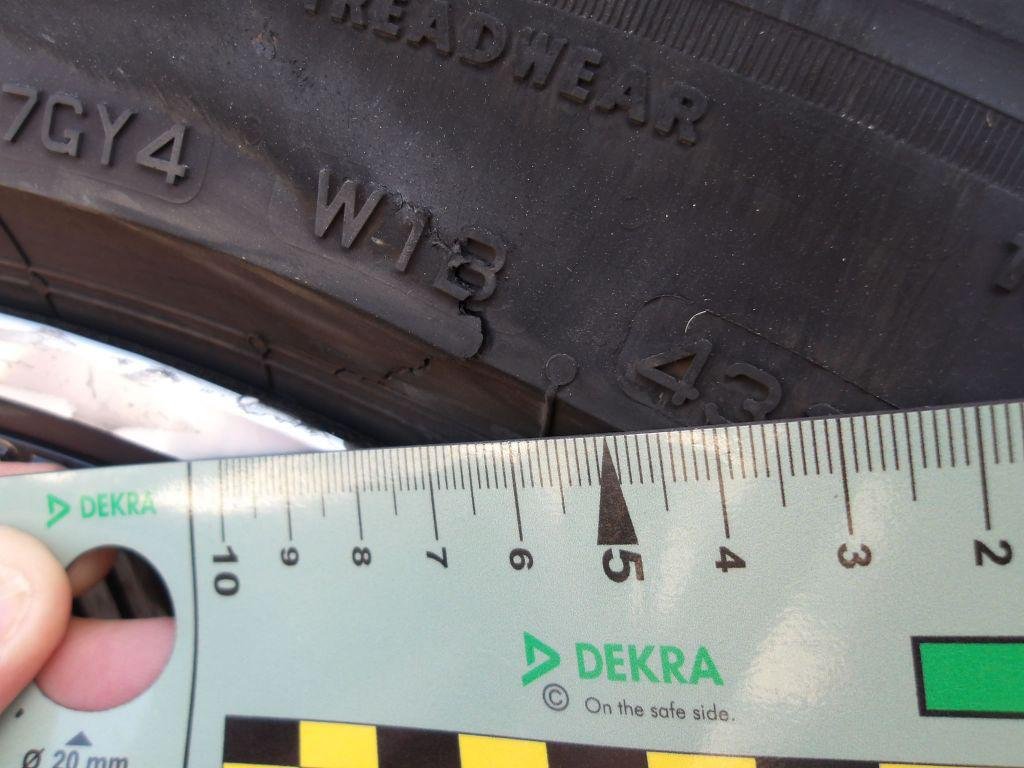 TREADWEAR
7GY4
W-1B
43
DEKRA
10 9 8 7 6 5 4 3 2
DEKRA
© On the safe side.
Ø 20 mm